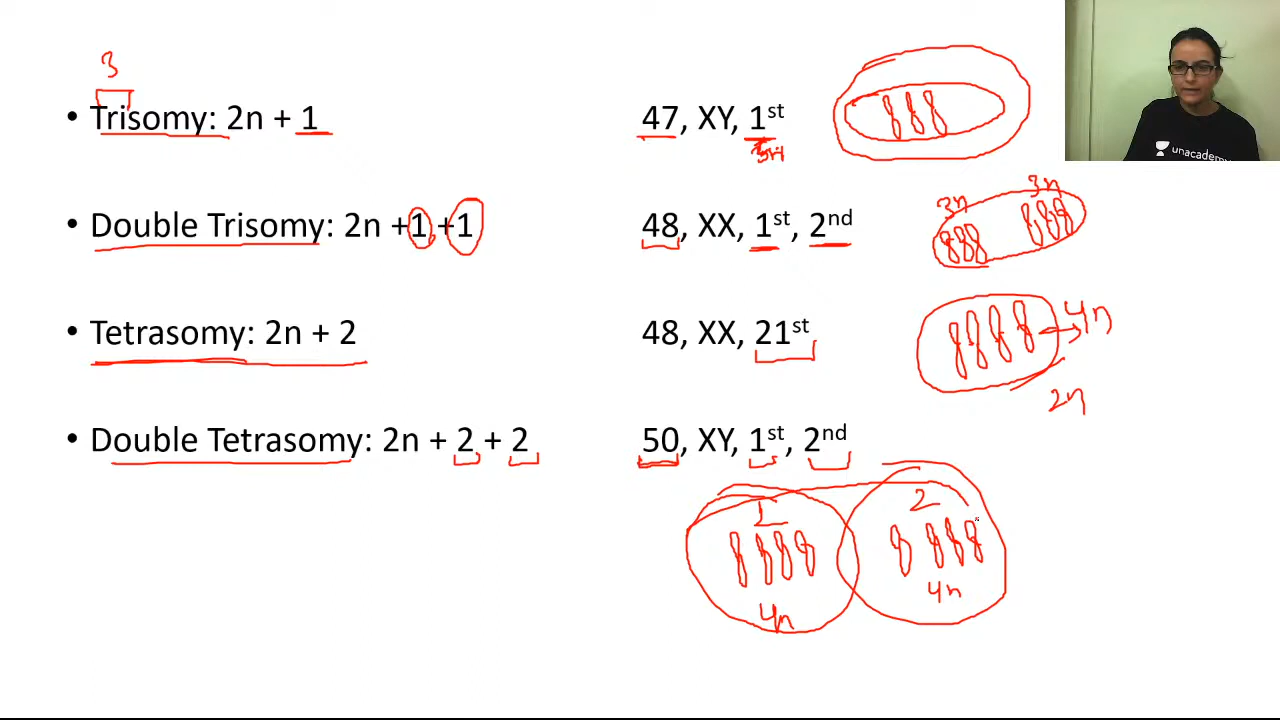 3
• Trisomy: 2n + 1 47, XY, 1st
unacademy
3n 3n
• Double Trisomy: 2n +1 +1 48, XX, 1st, 2nd
• Tetrasomy: 2n + 2 48, XX, 21st 4n
2n
• Double Tetrasomy: 2n + 2 + 2 50, XY, 1st, 2nd
1 2
4n 4n